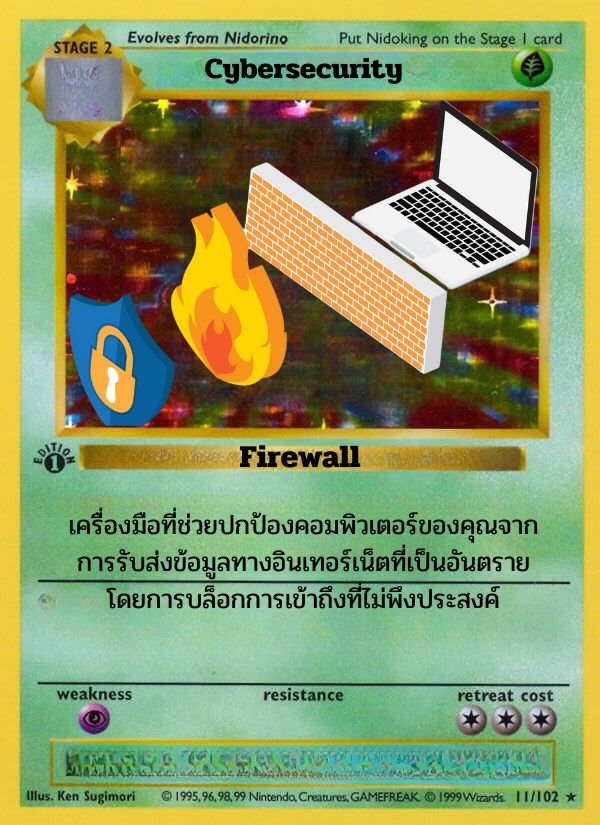 Evolves from Nidorino
Put Nidoking on the Stage 1 card
STAGE 2
Cybersecurity
EDITION
1
Firewall
เครื่องมือที่ช่วยปกป้องคอมพิวเตอร์ของคุณจาก
การรับส่งข้อมูลทางอินเทอร์เน็ตที่เป็นอันตราย
โดยการบล็อกการเข้าถึงที่ไม่พึงประสงค์
weakness
resistance
retreat cost
Illus. Ken Sugimori
© 1995, 96, 98, 99 Nintendo, Creatures, GAMEFREAK. © 1999 Wizards.
11/102 ★